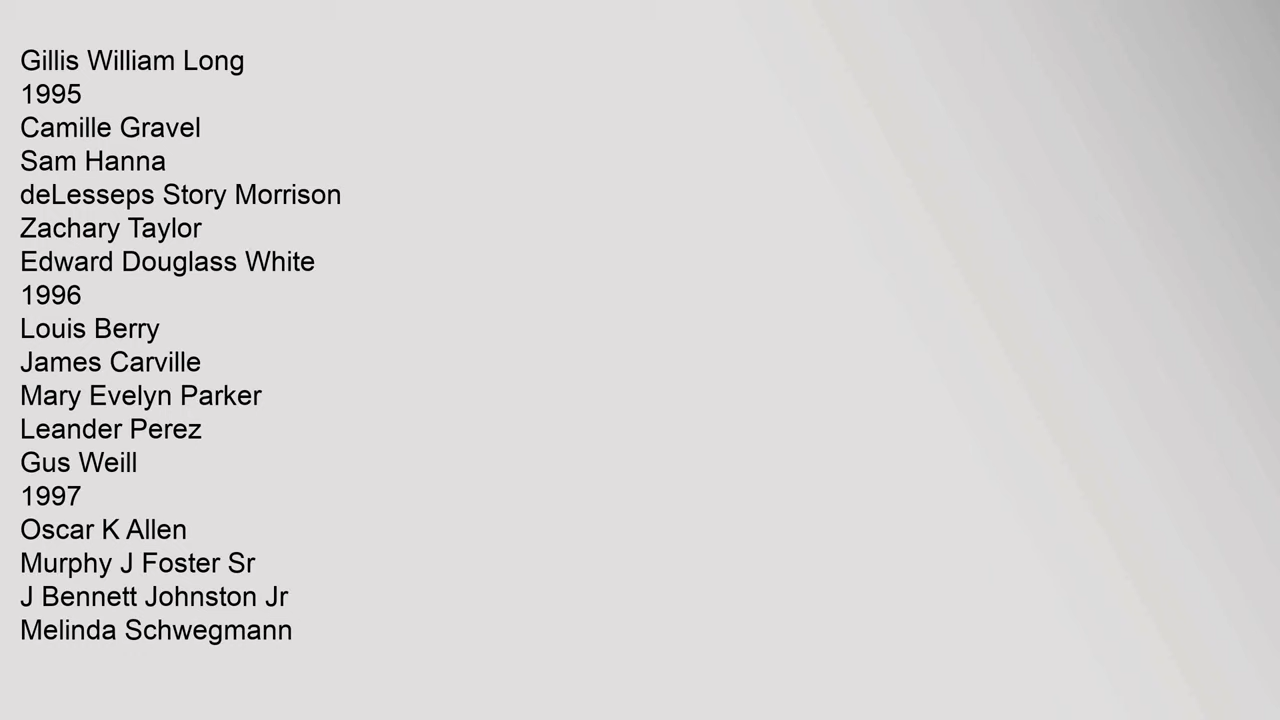 Gillis William Long
1995
Camille Gravel
Sam Hanna
deLesseps Story Morrison
Zachary Taylor
Edward Douglass White
1996
Louis Berry
James Carville
Mary Evelyn Parker
Leander Perez
Gus Weill
1997
Oscar K Allen
Murphy J Foster Sr
J Bennett Johnston Jr
Melinda Schwegmann